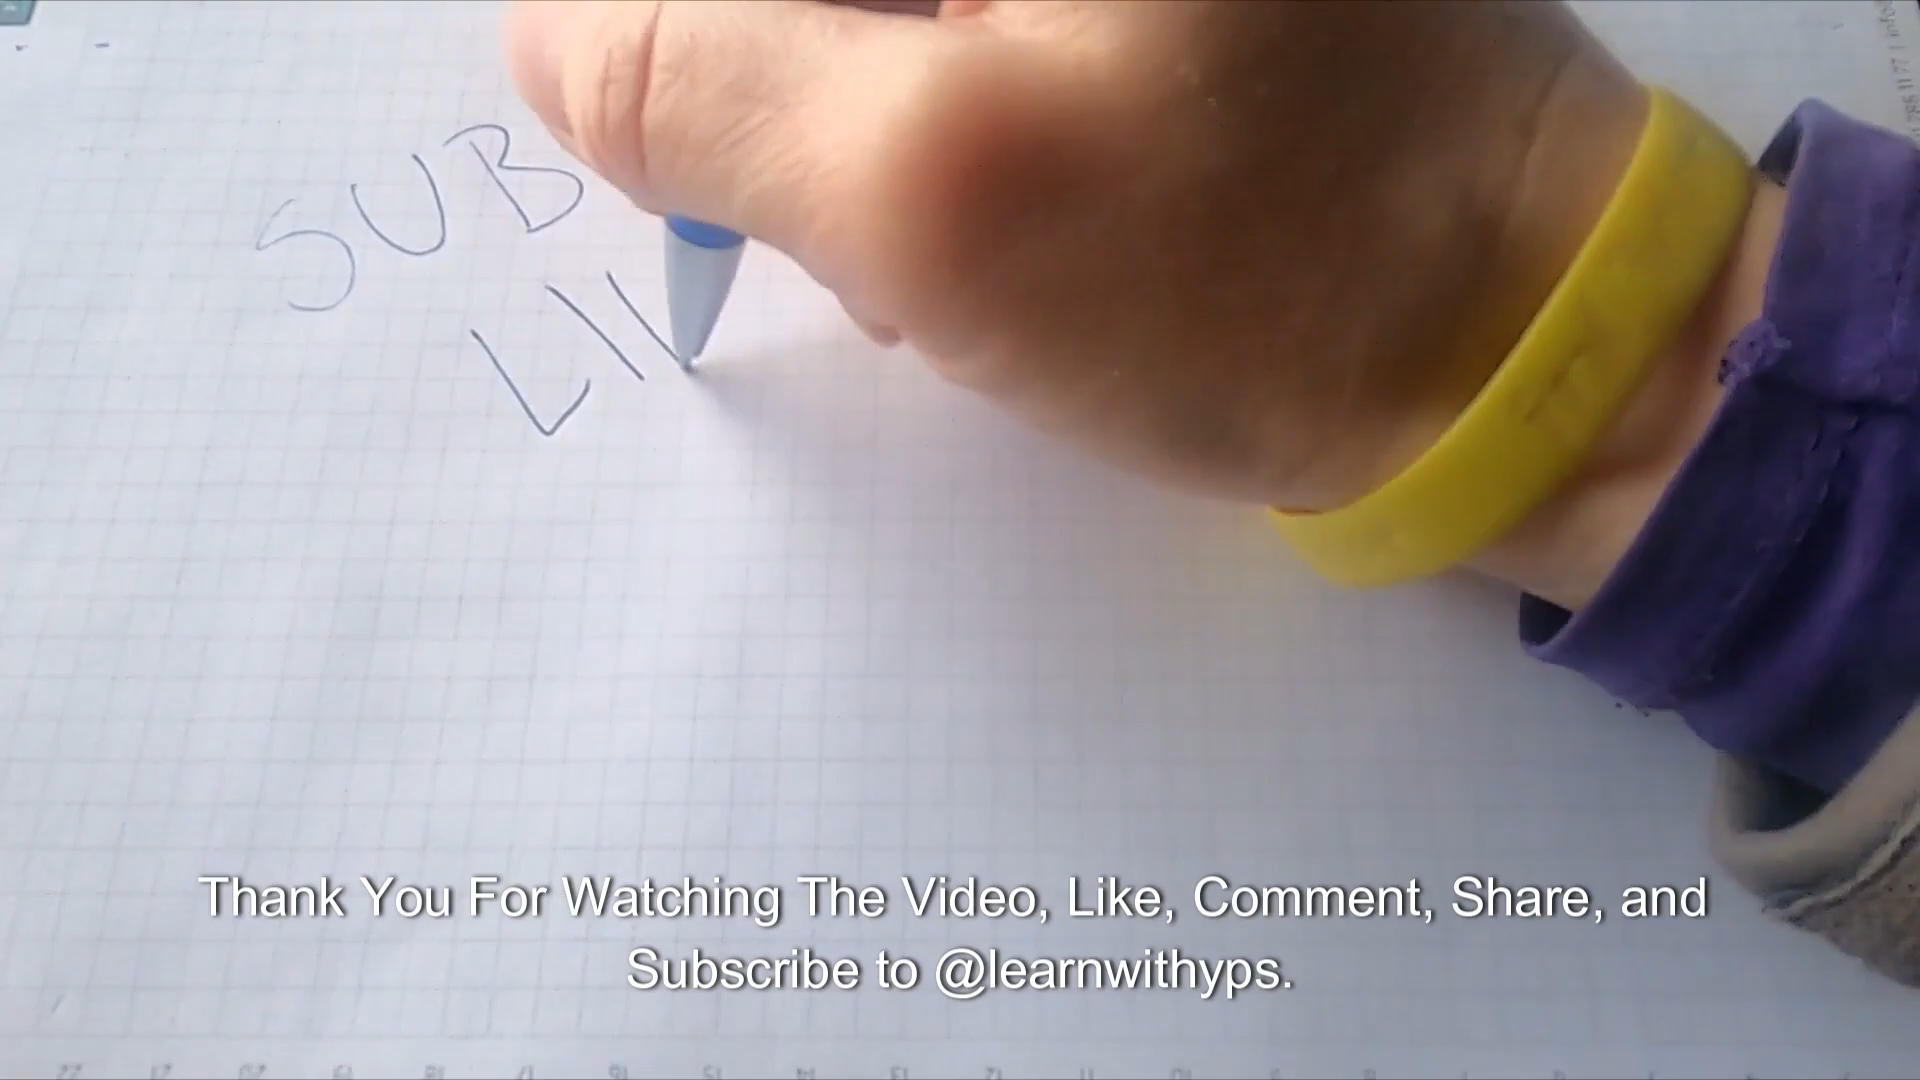 SUB
LI
Thank You For Watching The Video, Like, Comment, Share, and
Subscribe to @learnwithyps.